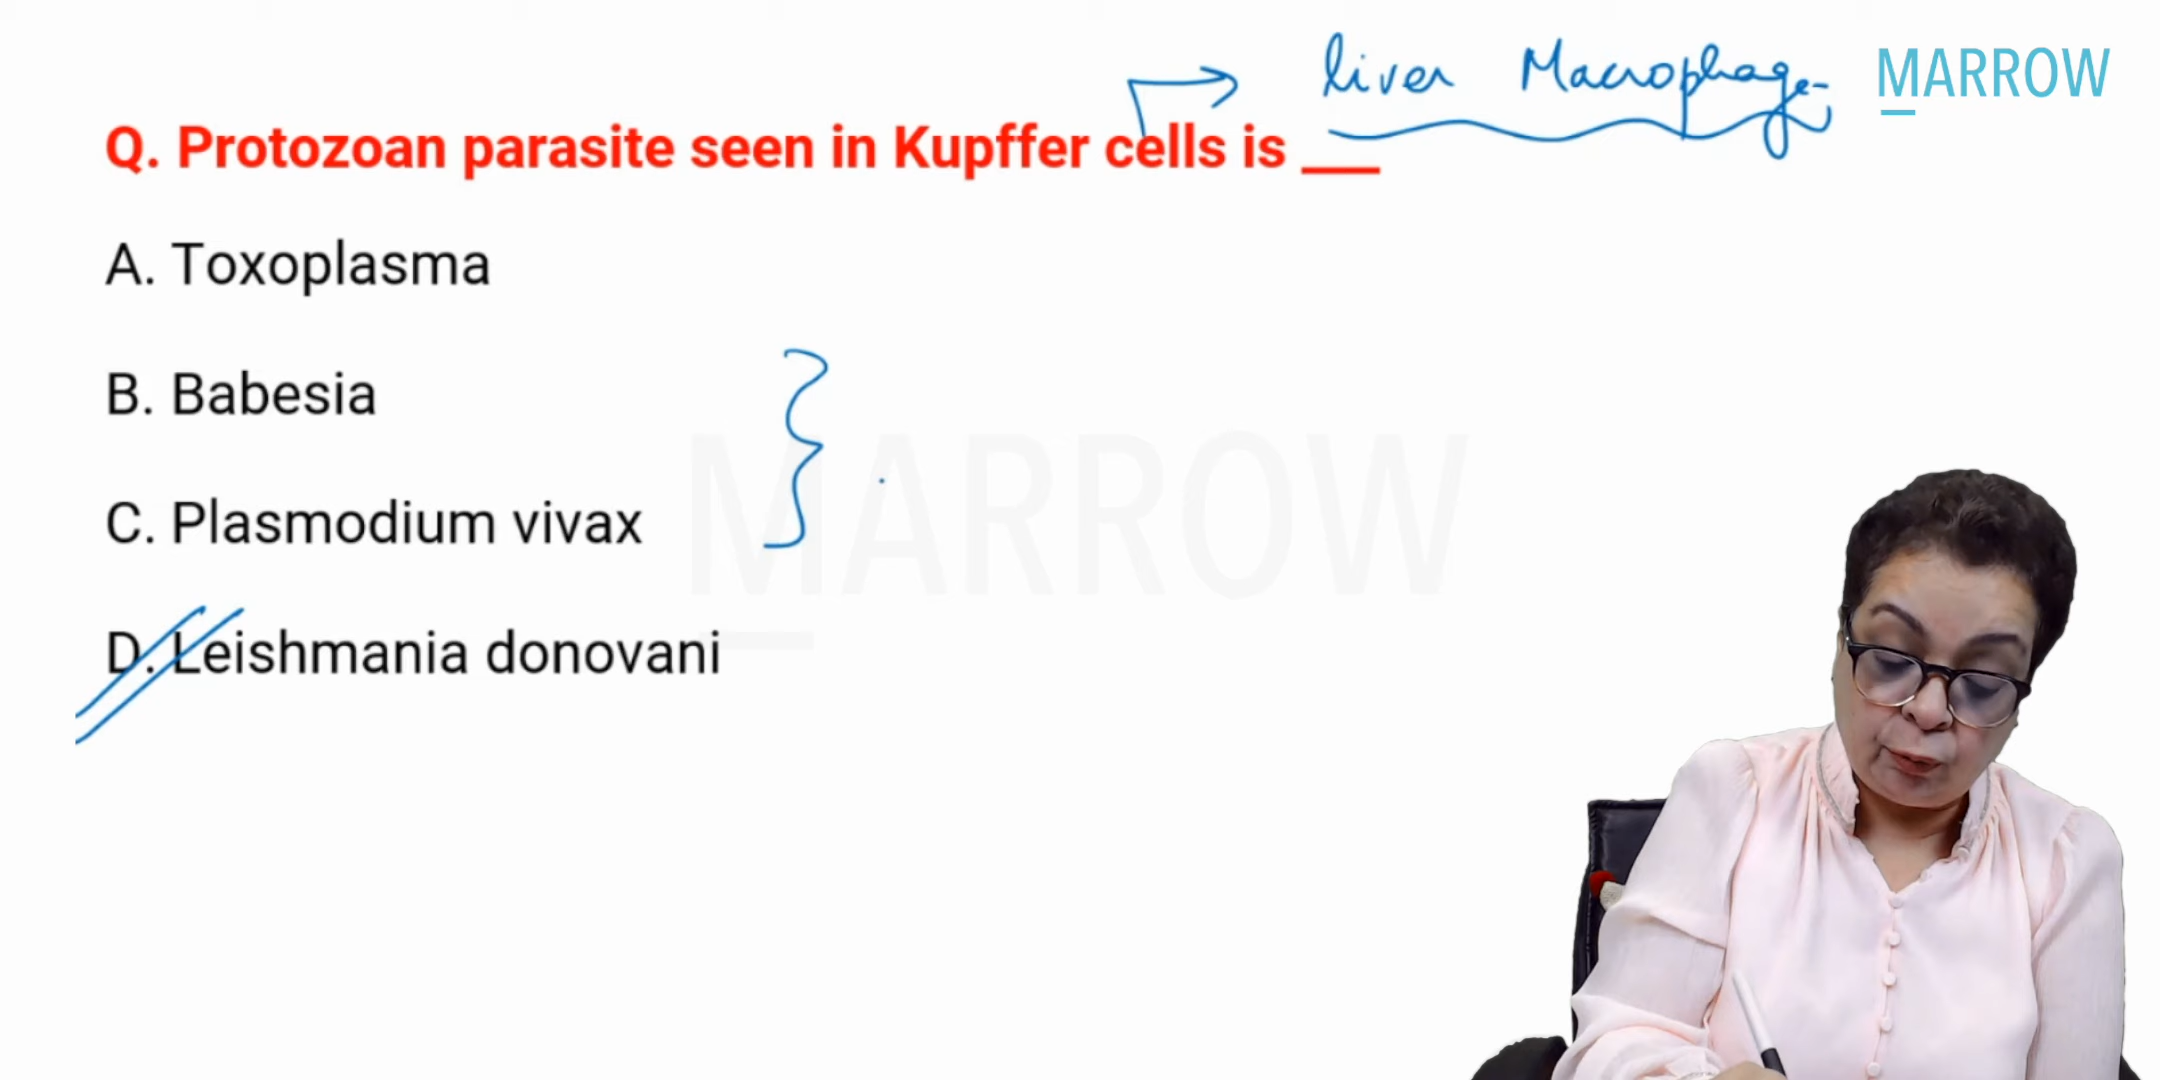 liver Macrophage
MARROW
Q. Protozoan parasite seen in Kupffer cells is ___
A. Toxoplasma
B. Babesia
C. Plasmodium vivax
D. Leishmania donovani
MARROW